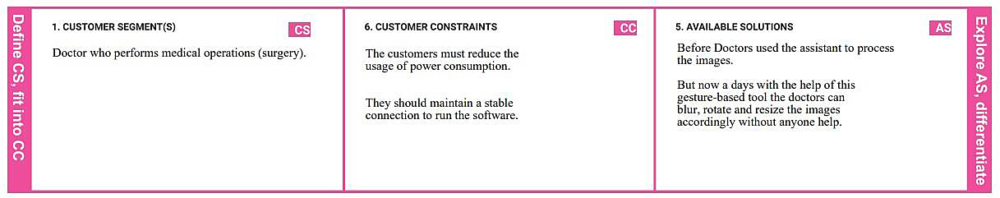 Define CS, fit into CC
1. CUSTOMER SEGMENT(S)
CS
Doctor who performs medical operations (surgery).
6. CUSTOMER CONSTRAINTS
CC
The customers must reduce the
usage of power consumption.
They should maintain a stable
connection to run the software.
5. AVAILABLE SOLUTIONS
AS
Before Doctors used the assistant to process
the images.
But now a days with the help of this
gesture-based tool the doctors can
blur, rotate and resize the images
accordingly without anyone help.
Explore AS, differentiate